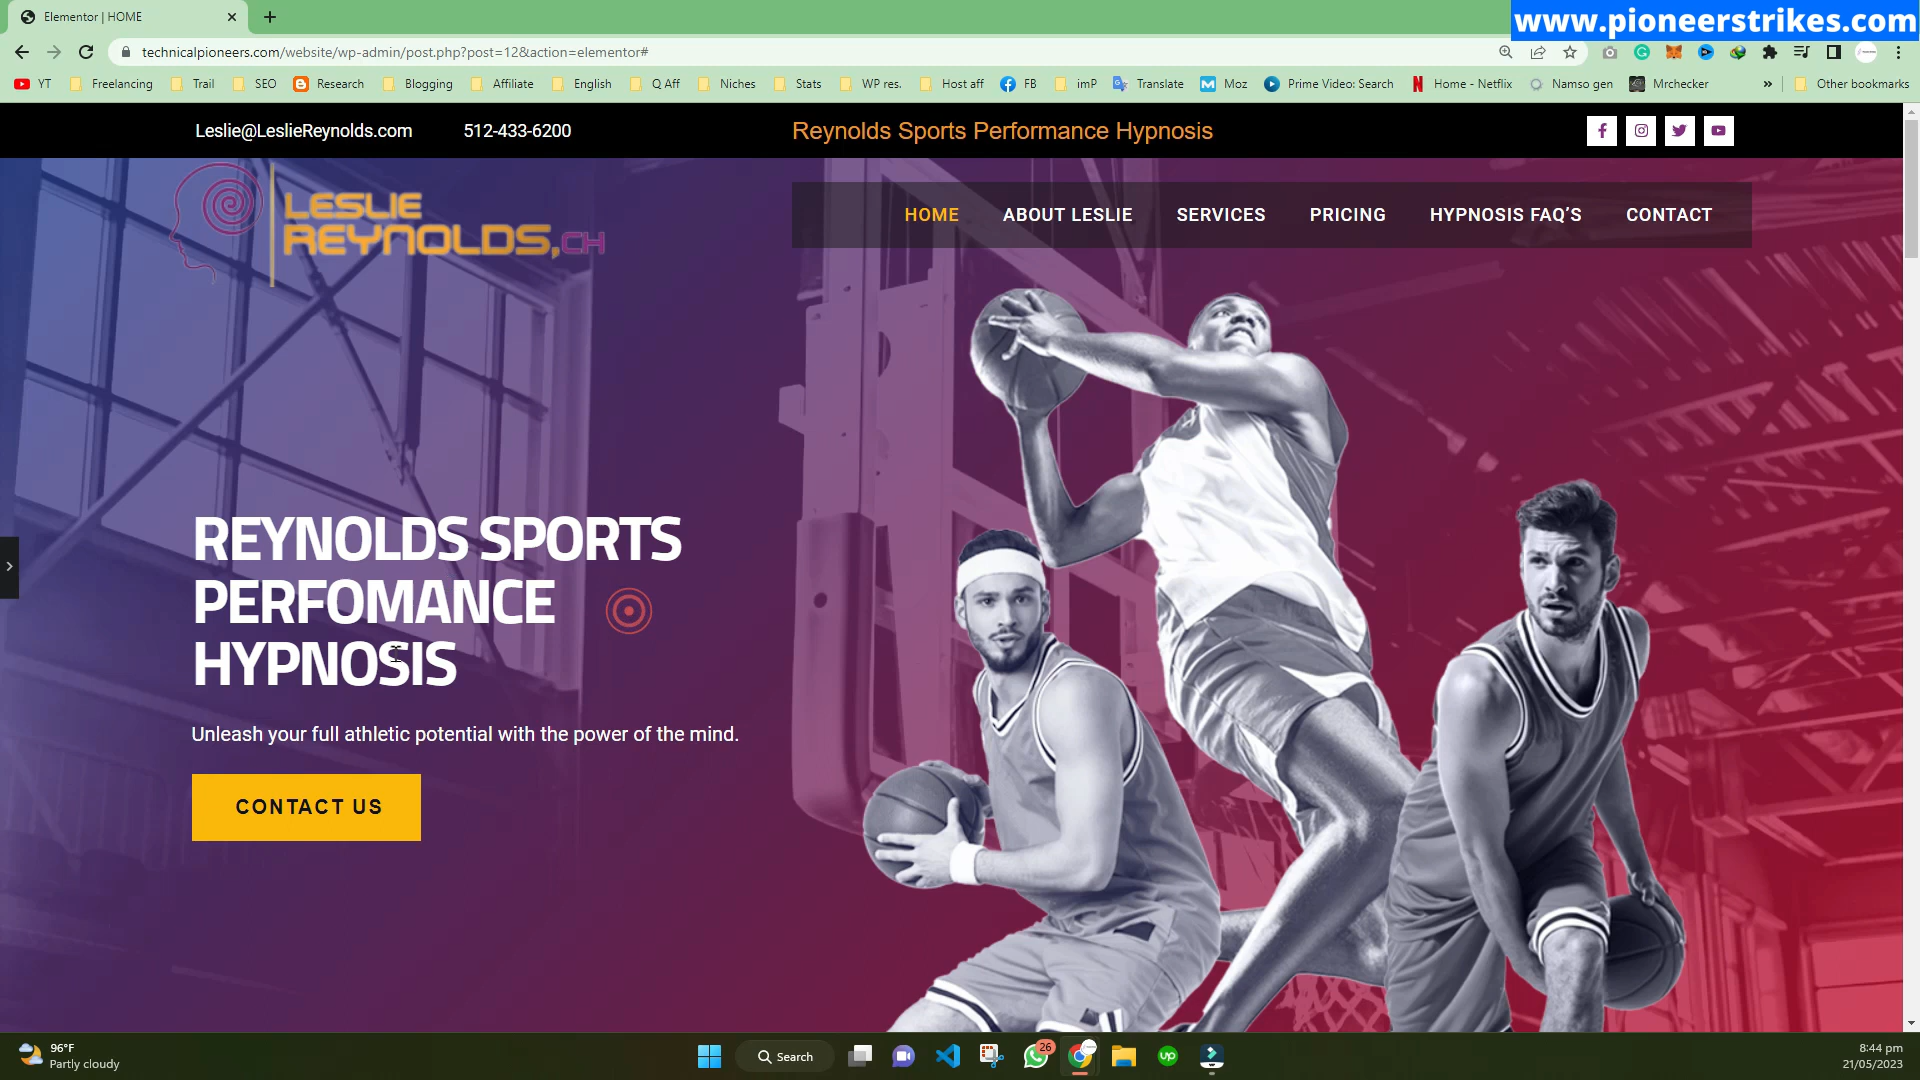 Elementor | HOME
www.pioneerstrikes.com
technicalpioneers.com/website/wp-admin/post.php?post=12&action=elementor#
YT Freelancing Trail SEO Research Blogging Affiliate English Q Aff Niches Stats WP res. Host aff FB imP Translate Moz Prime Video: Search Home - Netflix Namso gen Mrchecker » Other bookmarks
Leslie@LeslieReynolds.com 512-433-6200 Reynolds Sports Performance Hypnosis
LESLIE
REYNOLDS,CH
HOME ABOUT LESLIE SERVICES PRICING HYPNOSIS FAQ'S CONTACT
REYNOLDS SPORTS
PERFOMANCE
HYPNOSIS
Unleash your full athletic potential with the power of the mind.
CONTACT US
96°F
Partly cloudy
Search
26
up
8:44 pm
21/05/2023